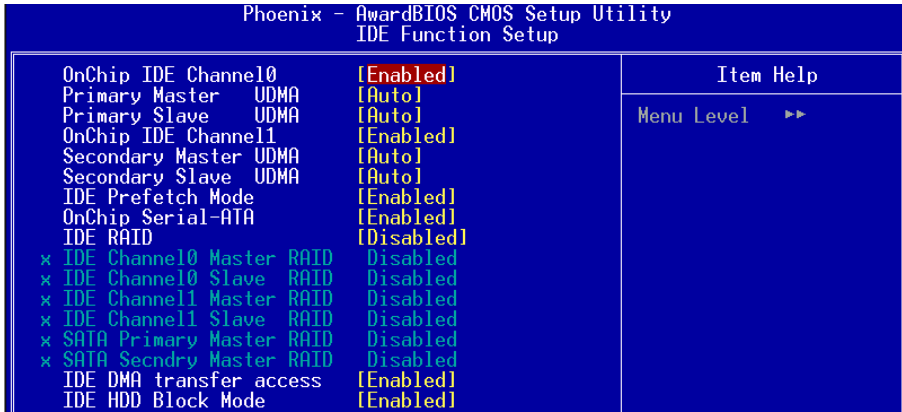 Phoenix - AwardBIOS CMOS Setup Utility
IDE Function Setup
OnChip IDE Channel0 [Enabled] Item Help
Primary Master UDMA [Auto]
Primary Slave UDMA [Auto] Menu Level ▸▸
OnChip IDE Channel1 [Enabled]
Secondary Master UDMA [Auto]
Secondary Slave UDMA [Auto]
IDE Prefetch Mode [Enabled]
OnChip Serial-ATA [Enabled]
IDE RAID [Disabled]
x IDE Channel0 Master RAID Disabled
x IDE Channel0 Slave RAID Disabled
x IDE Channel1 Master RAID Disabled
x IDE Channel1 Slave RAID Disabled
x SATA Primary Master RAID Disabled
x SATA Secndry Master RAID Disabled
IDE DMA transfer access [Enabled]
IDE HDD Block Mode [Enabled]